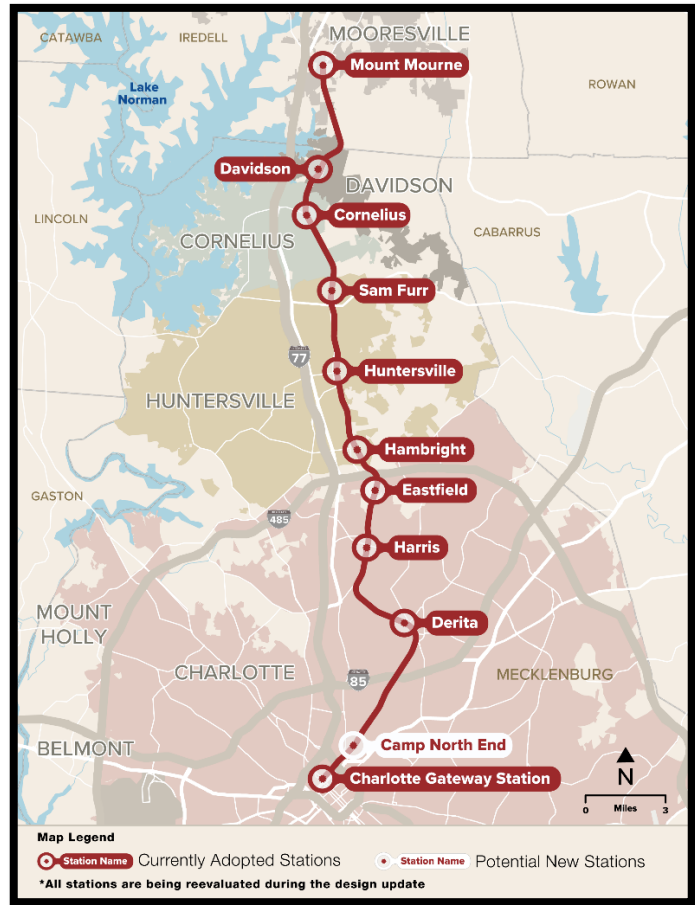 MOORESVILLE
CATAWBA
IREDELL
Mount Mourne
ROWAN
Lake
Norman
Davidson
DAVIDSON
Cornelius
LINCOLN
CORNELIUS
CABARRUS
Sam Furr
77
Huntersville
HUNTERSVILLE
Hambright
Eastfield
GASTON
485
Harris
MOUNT
HOLLY
Derita
CHARLOTTE
85
MECKLENBURG
Camp North End
BELMONT
Charlotte Gateway Station
N
0 Miles 3
Map Legend
Station Name Currently Adopted Stations Station Name Potential New Stations
*All stations are being reevaluated during the design update